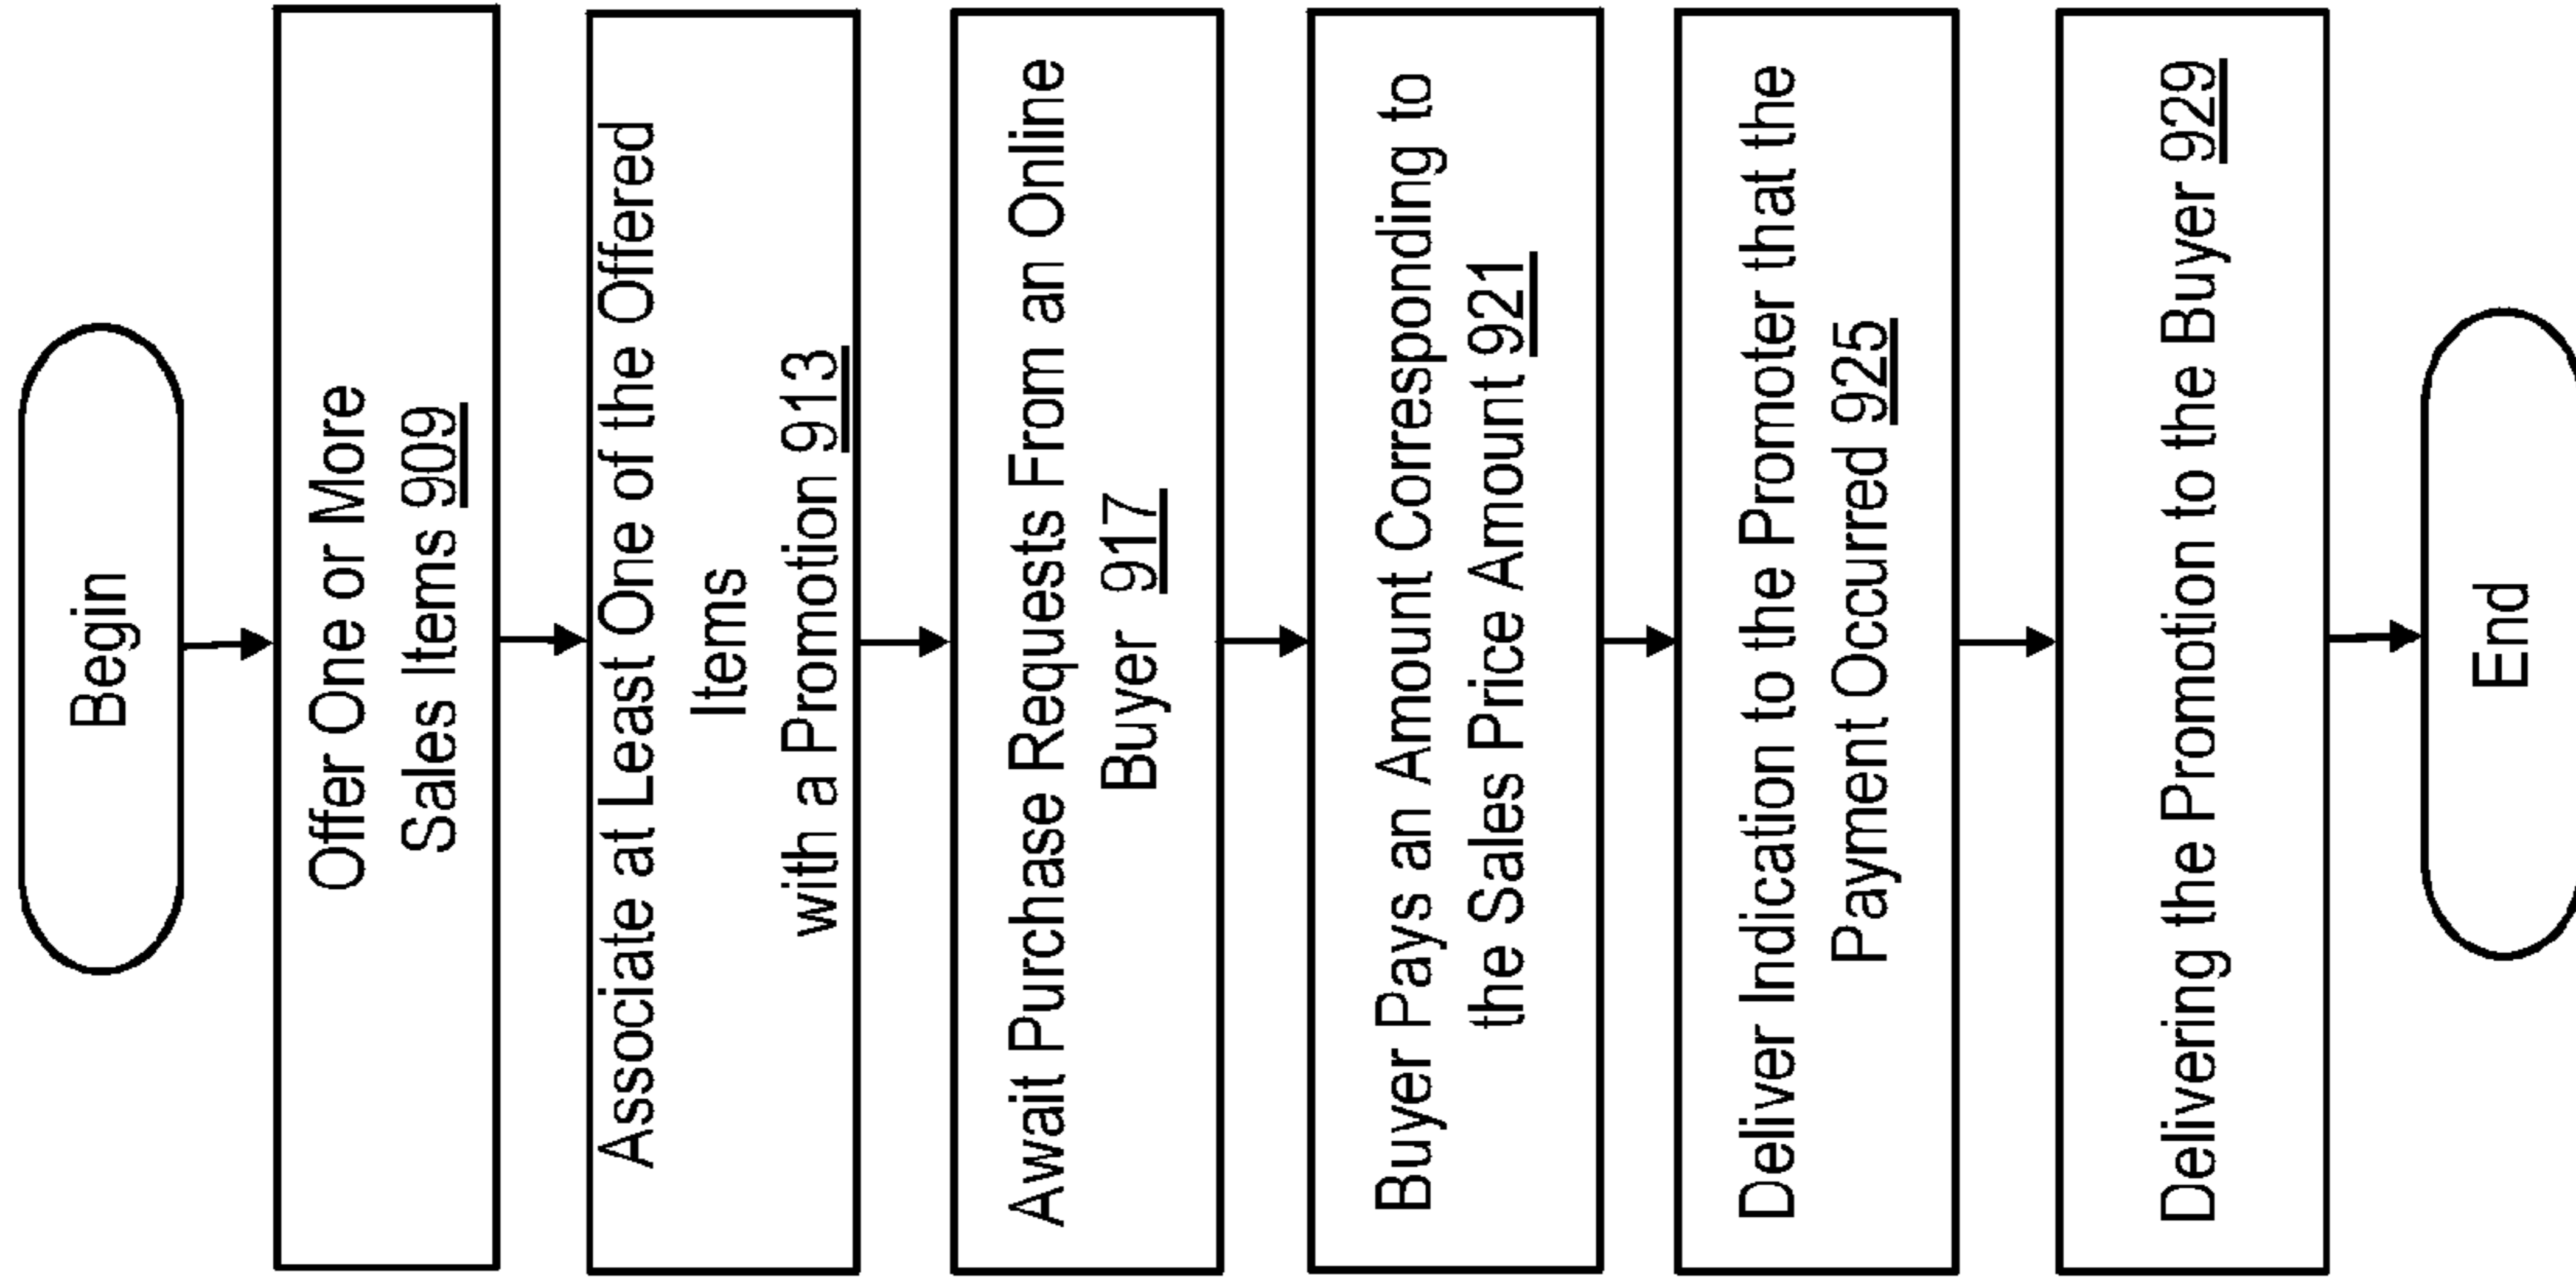 Begin
Offer One or More
Sales Items 909
Associate at Least One of the Offered
Items
with a Promotion 913
Await Purchase Requests From an Online
Buyer 917
Buyer Pays an Amount Corresponding to
the Sales Price Amount 921
Deliver Indication to the Promoter that the
Payment Occurred 925
Delivering the Promotion to the Buyer 929
End